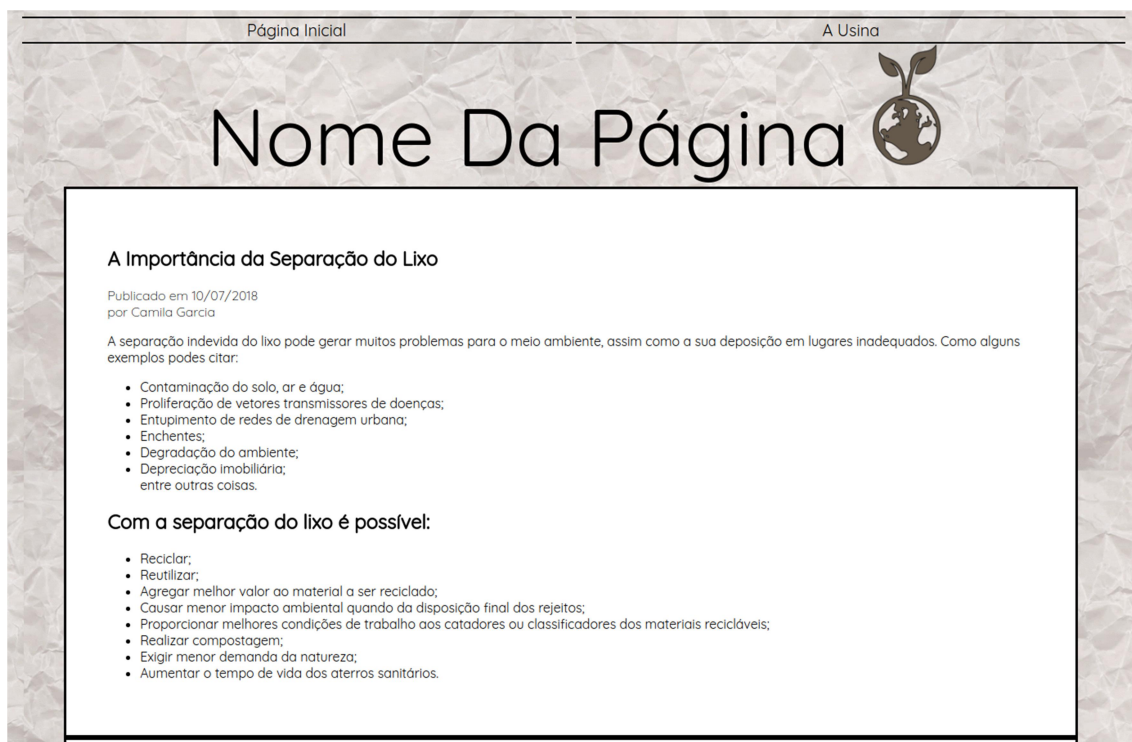 Página Inicial
A Usina
Nome Da Página
A Importância da Separação do Lixo
Publicado em 10/07/2018
por Camila Garcia
A separação indevida do lixo pode gerar muitos problemas para o meio ambiente, assim como a sua deposição em lugares inadequados. Como alguns
exemplos podes citar:
• Contaminação do solo, ar e água;
• Proliferação de vetores transmissores de doenças;
• Entupimento de redes de drenagem urbana;
• Enchentes;
• Degradação do ambiente;
• Depreciação imobiliária;
entre outras coisas.
Com a separação do lixo é possível:
• Reciclar;
• Reutilizar;
• Agregar melhor valor ao material a ser reciclado;
• Causar menor impacto ambiental quando da disposição final dos rejeitos;
• Proporcionar melhores condições de trabalho aos catadores ou classificadores dos materiais recicláveis;
• Realizar compostagem;
• Exigir menor demanda da natureza;
• Aumentar o tempo de vida dos aterros sanitários.